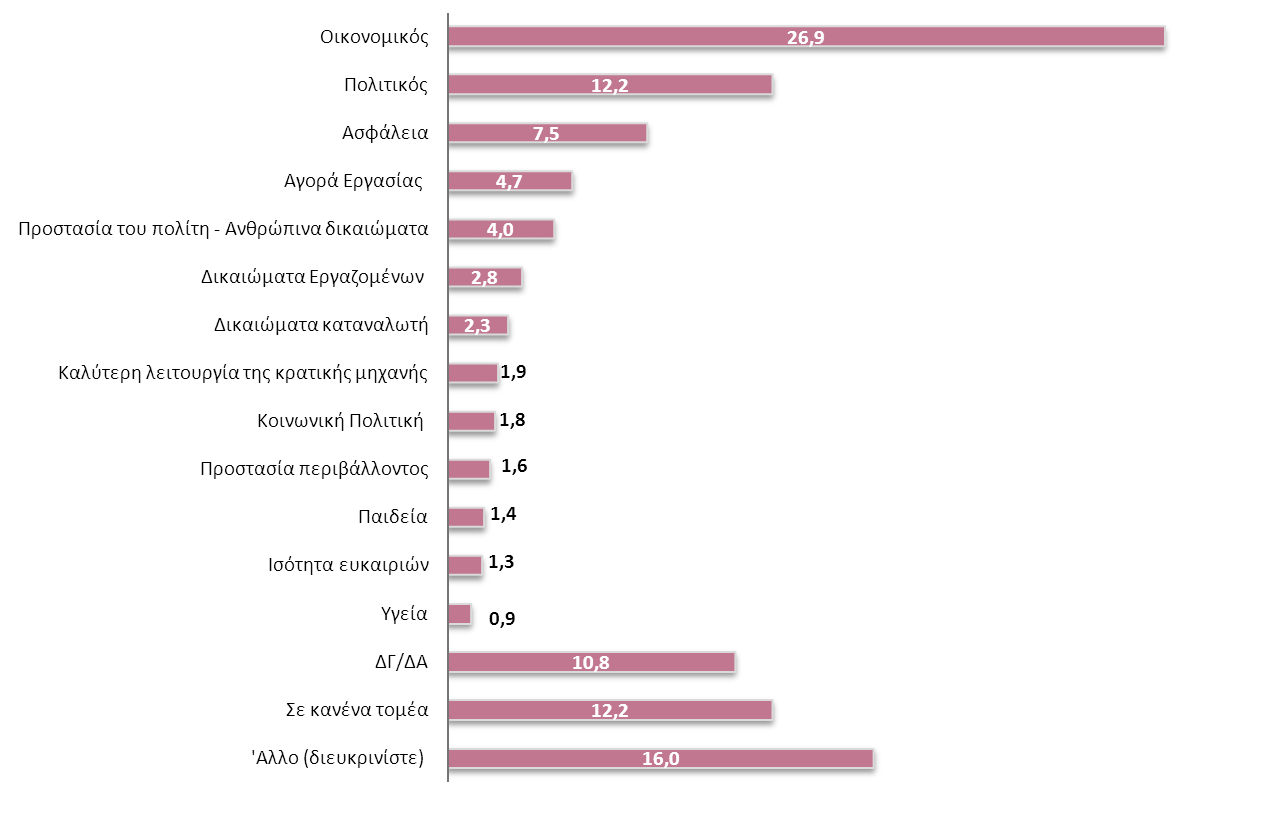 Οικονομικός 26,9
Πολιτικός 12,2
Ασφάλεια 7,5
Αγορά Εργασίας 4,7
Προστασία του πολίτη - Ανθρώπινα δικαιώματα 4,0
Δικαιώματα Εργαζομένων 2,8
Δικαιώματα καταναλωτή 2,3
Καλύτερη λειτουργία της κρατικής μηχανής 1,9
Κοινωνική Πολιτική 1,8
Προστασία περιβάλλοντος 1,6
Παιδεία 1,4
Ισότητα ευκαιριών 1,3
Υγεία 0,9
ΔΓ/ΔΑ 10,8
Σε κανένα τομέα 12,2
'Αλλο (διευκρινίστε) 16,0